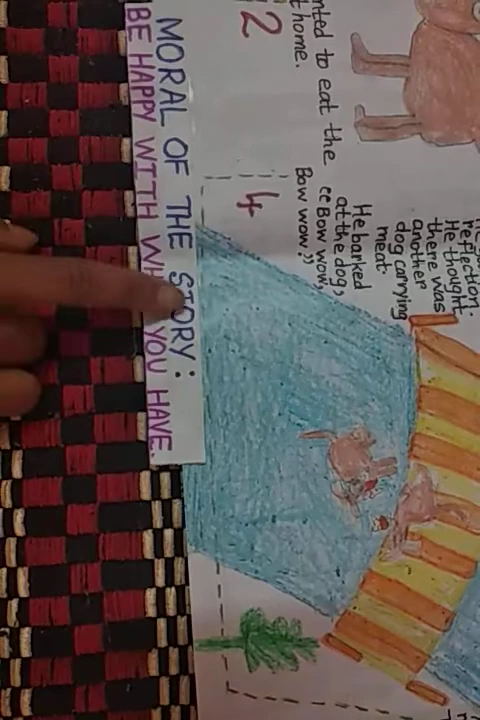 to eat the
home.
2
reflection.
He thought
there was
another
dog carrying
meat
He barked
at the dog,
"Bow wow,
Bow wow."
4
MORAL OF THE STORY:
BE HAPPY WITH YOU HAVE.